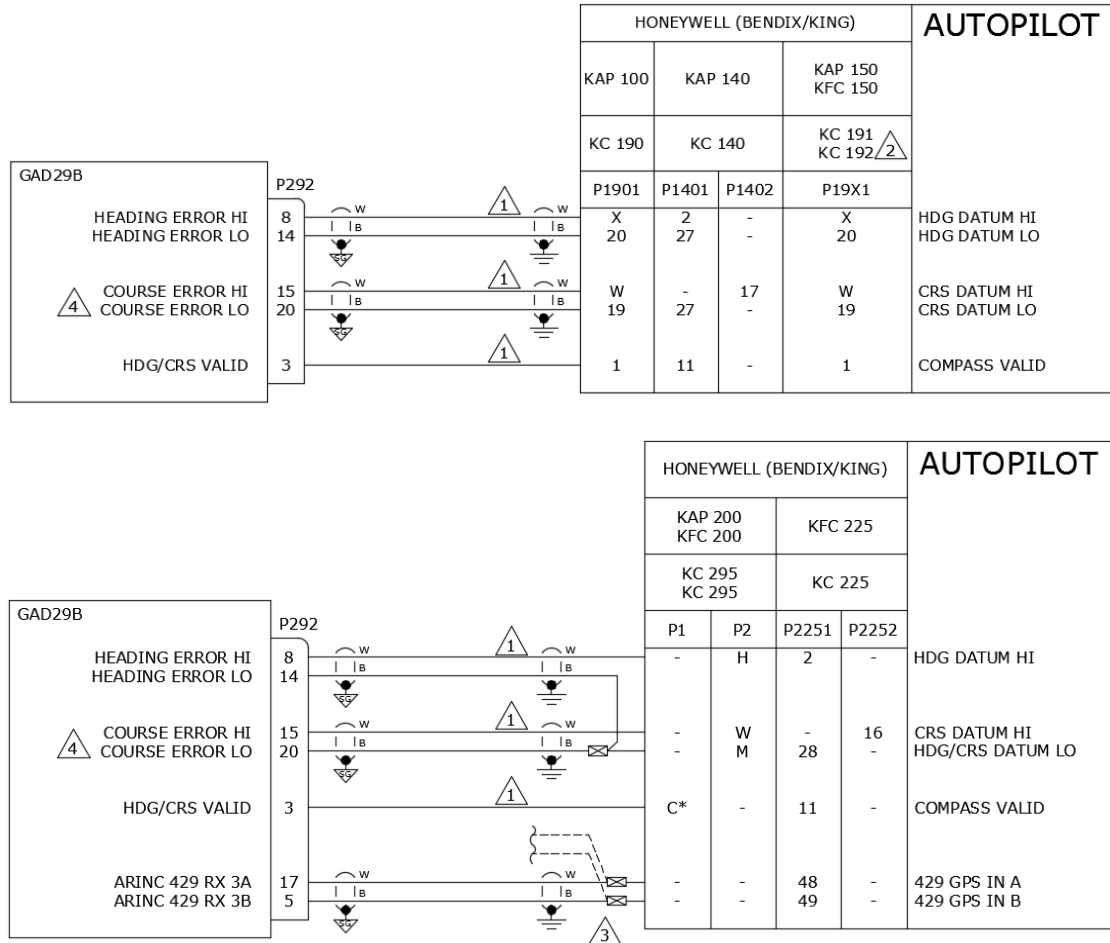 HONEYWELL (BENDIX/KING) AUTOPILOT
KAP 100 KAP 140 KAP 150
KFC 150
KC 190 KC 140 KC 191
KC 192 2
GAD29B P292 P1901 P1401 P1402 P19X1
HEADING ERROR HI 8 W 1 W X 2 - X HDG DATUM HI
HEADING ERROR LO 14 B B 20 27 - 20 HDG DATUM LO
SG
COURSE ERROR HI 15 W 1 W W - 17 W CRS DATUM HI
4 COURSE ERROR LO 20 B B 19 27 - 19 CRS DATUM LO
SG
HDG/CRS VALID 3 1 1 11 - 1 COMPASS VALID
HONEYWELL (BENDIX/KING) AUTOPILOT
KAP 200 KFC 225
KFC 200
KC 295 KC 225
KC 295
GAD29B P292 P1 P2 P2251 P2252
HEADING ERROR HI 8 W 1 W - H 2 - HDG DATUM HI
HEADING ERROR LO 14 B B
SG
COURSE ERROR HI 15 W 1 W - W - 16 CRS DATUM HI
4 COURSE ERROR LO 20 B B - M 28 - HDG/CRS DATUM LO
SG
HDG/CRS VALID 3 1 C* - 11 - COMPASS VALID
ARINC 429 RX 3A 17 W W - - 48 - 429 GPS IN A
ARINC 429 RX 3B 5 B B - - 49 - 429 GPS IN B
SG 3